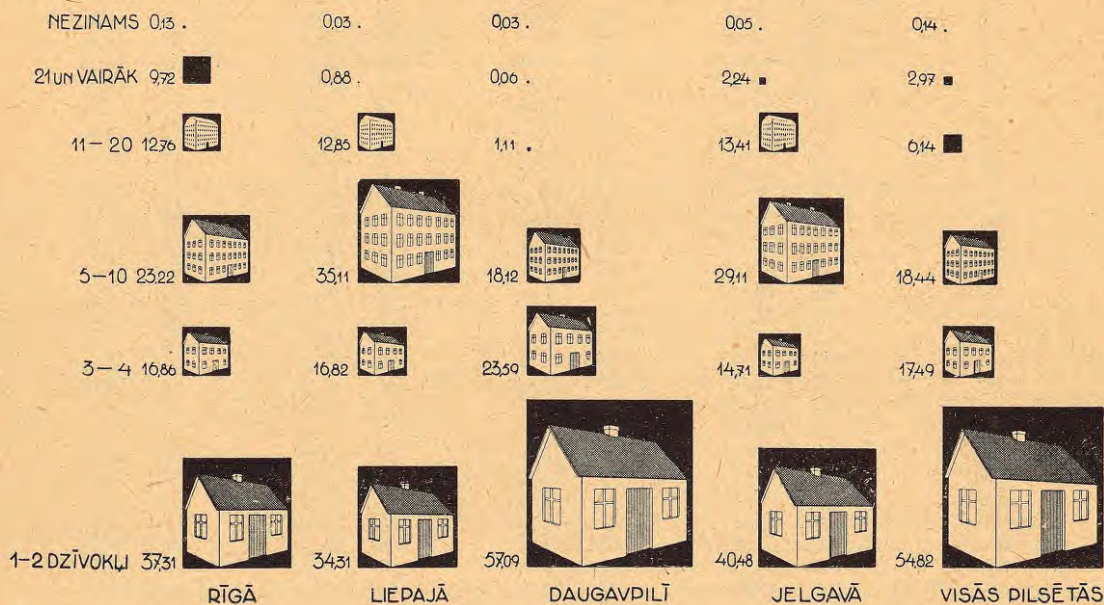 NEZINAMS 0,13 . 0,03 . 0,03 . 0,05 . 0,14 .
21 UN VAIRĀK 9,72 0,88 . 0,06 . 2,24 2,97
11–20 12,76 12,85 1,11 . 13,41 6,14
5–10 23,22 35,11 18,12 29,11 18,44
3–4 16,86 16,82 23,59 14,71 17,49
1–2 DZĪVOKĻI 37,31 34,31 57,09 40,48 54,82
RĪGĀ LIEPAJĀ DAUGAVPILĪ JELGAVĀ VISĀS PILSĒTĀS